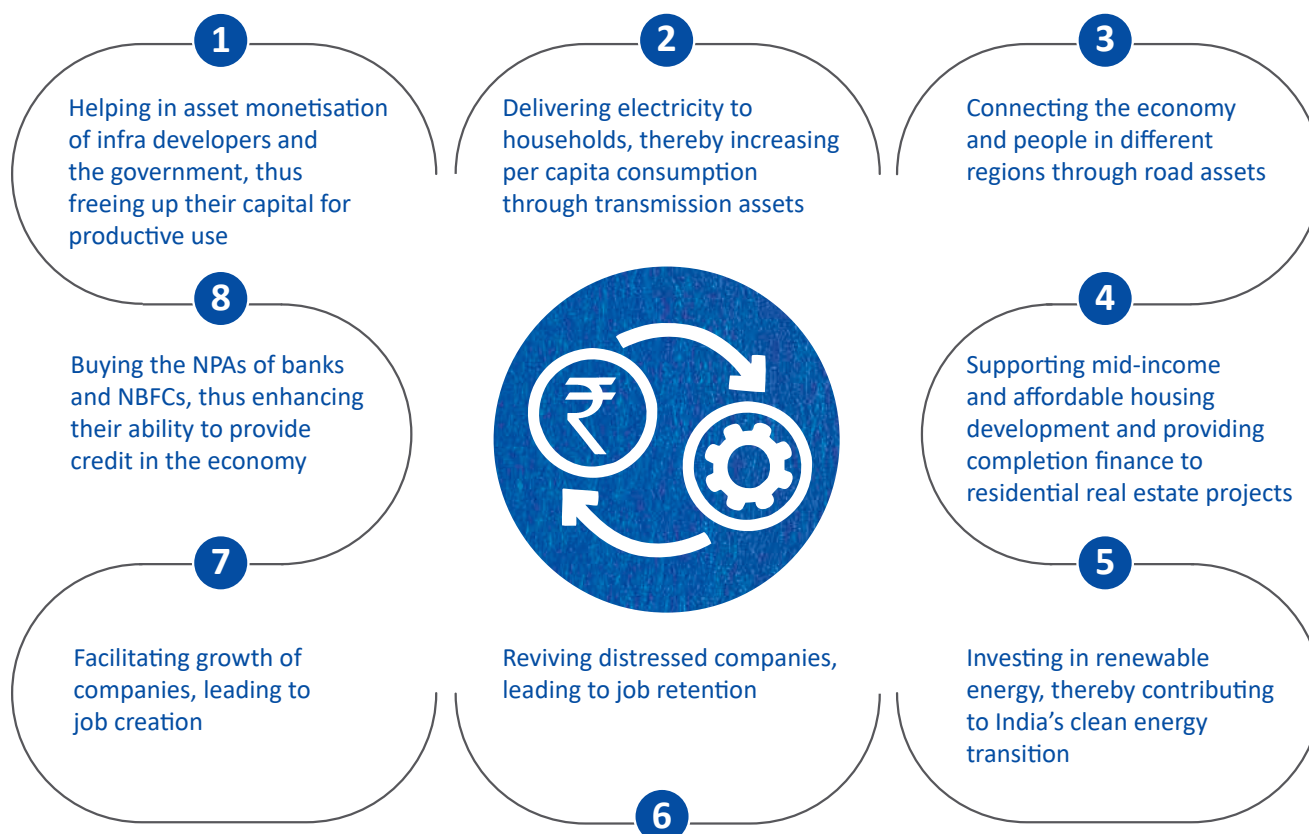 1
Helping in asset monetisation
of infra developers and
the government, thus
freeing up their capital for
productive use
2
Delivering electricity to
households, thereby increasing
per capita consumption
through transmission assets
3
Connecting the economy
and people in different
regions through road assets
4
Supporting mid-income
and affordable housing
development and providing
completion finance to
residential real estate projects
5
Investing in renewable
energy, thereby contributing
to India’s clean energy
transition
6
Reviving distressed companies,
leading to job retention
7
Facilitating growth of
companies, leading to
job creation
8
Buying the NPAs of banks
and NBFCs, thus enhancing
their ability to provide
credit in the economy
₹